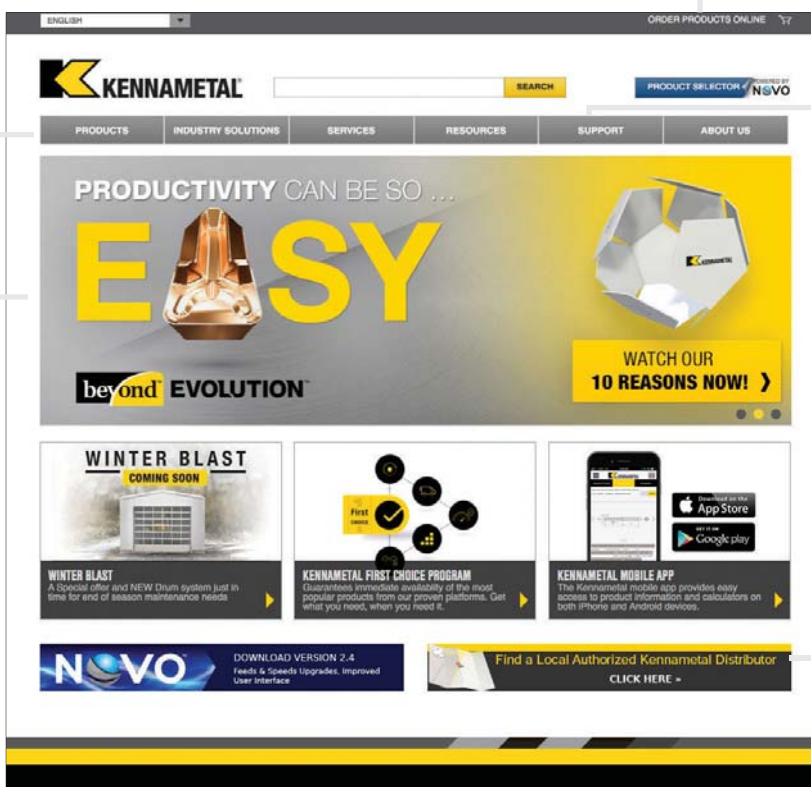 ENGLISH
ORDER PRODUCTS ONLINE
KENNAMETAL®
SEARCH
PRODUCT SELECTOR
POWERED BY
NOVO
PRODUCTS
INDUSTRY SOLUTIONS
SERVICES
RESOURCES
SUPPORT
ABOUT US
PRODUCTIVITY CAN BE SO ...
EASY
KENNAMETAL
beyond™ EVOLUTION™
WATCH OUR
10 REASONS NOW! ❯
WINTER BLAST
COMING SOON
WINTER BLAST
A Special offer and NEW Drum system just in
time for end of season maintenance needs
First
CHOICE
KENNAMETAL FIRST CHOICE PROGRAM
Guarantees immediate availabilty of the most
popular products from our proven platforms. Get
what you need, when you need it.
KENNAMETAL
Download on the
App Store
GET IT ON
Google play
KENNAMETAL MOBILE APP
The Kennametal mobile app provides easy
access to product information and calculators on
both iPhone and Android devices.
NOVO
DOWNLOAD VERSION 2.4
Feeds & Speeds Upgrades, Improved
User Interface
Find a Local Authorized Kennametal Distributor
CLICK HERE »